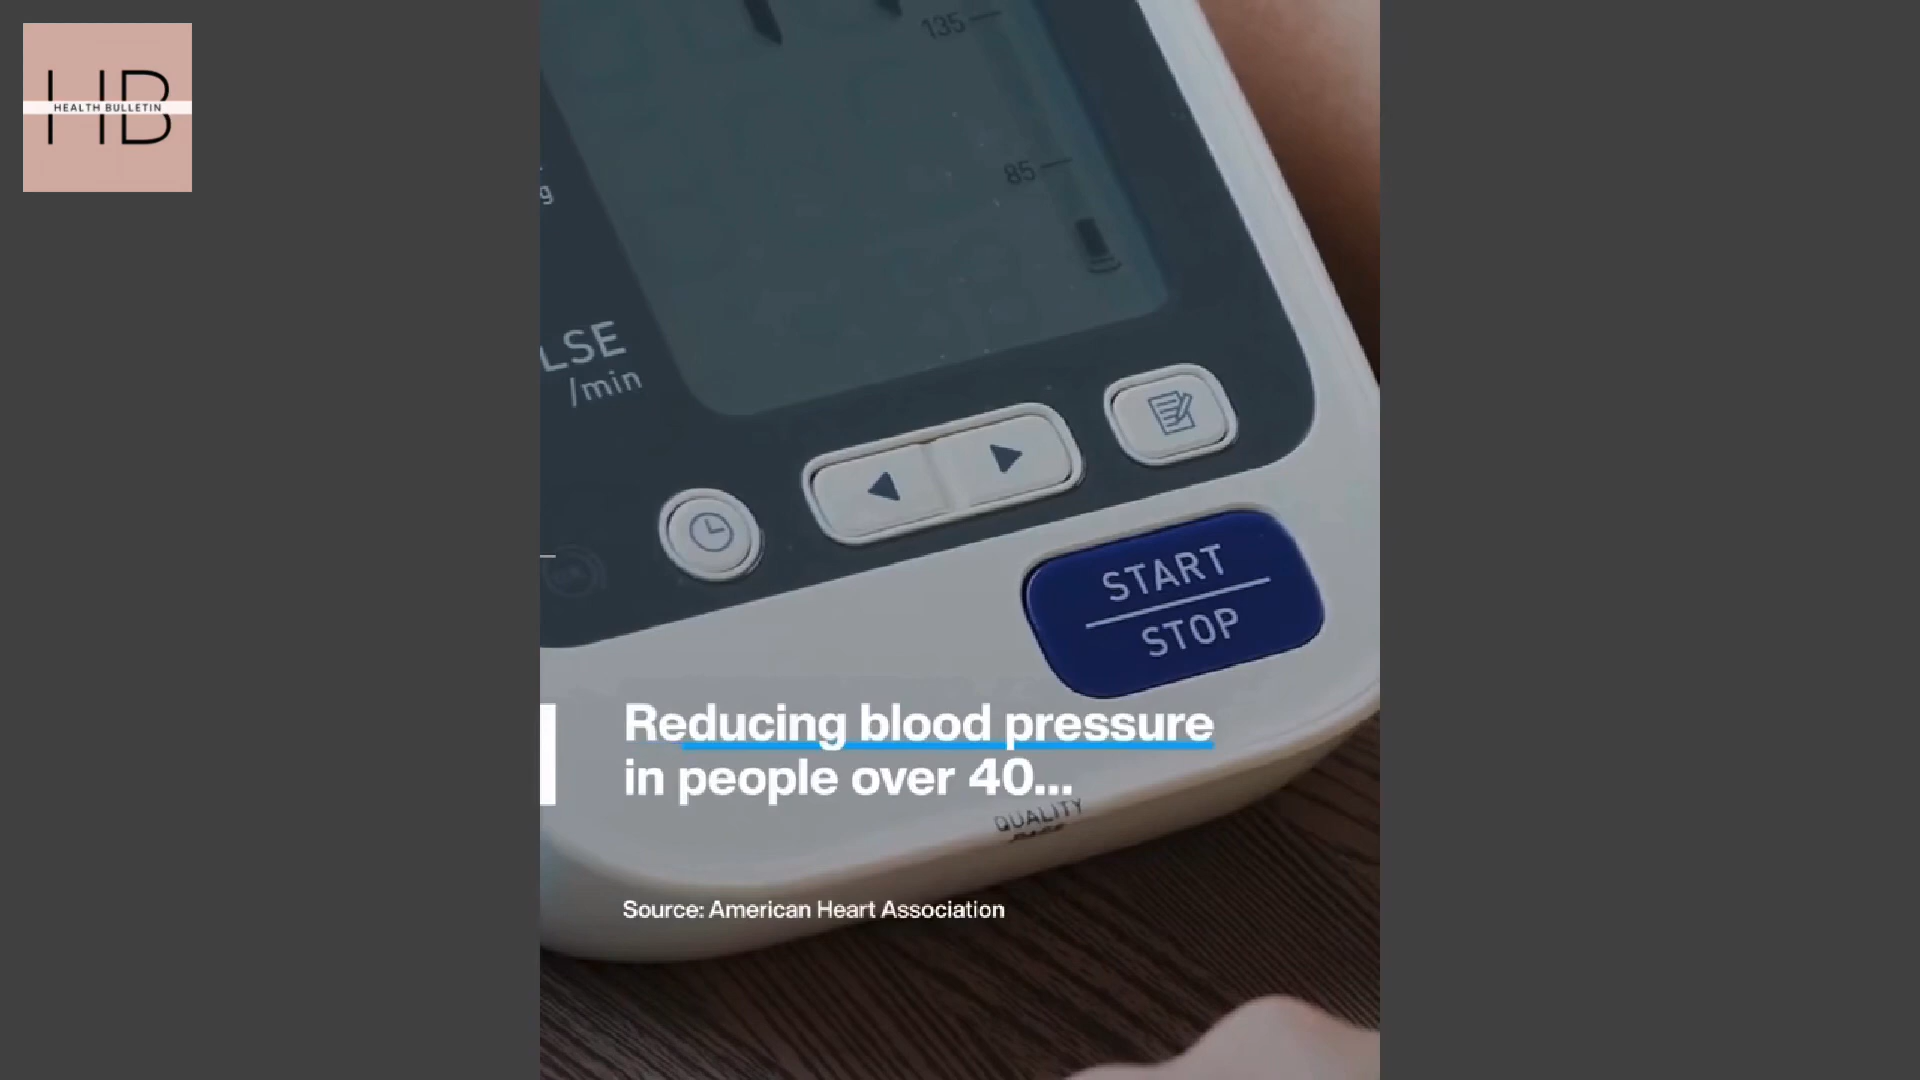 HB
HEALTH BULLETIN
135
85
g
LSE
/min
START
STOP
Reducing blood pressure
in people over 40...
QUALITY
Source: American Heart Association